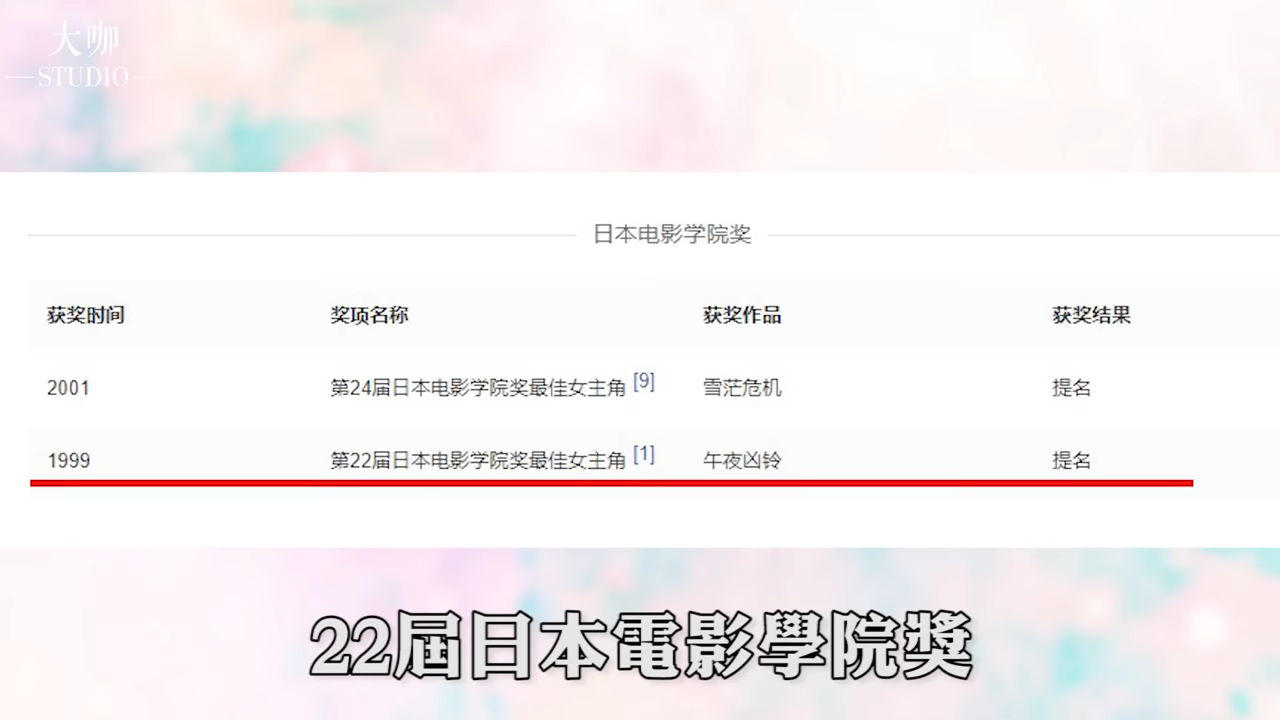 大咖
STUDIO
日本电影学院奖
获奖时间 奖项名称 获奖作品 获奖结果
2001 第24届日本电影学院奖最佳女主角 [9] 雪茫危机 提名
1999 第22届日本电影学院奖最佳女主角 [1] 午夜凶铃 提名
22屆日本電影學院獎